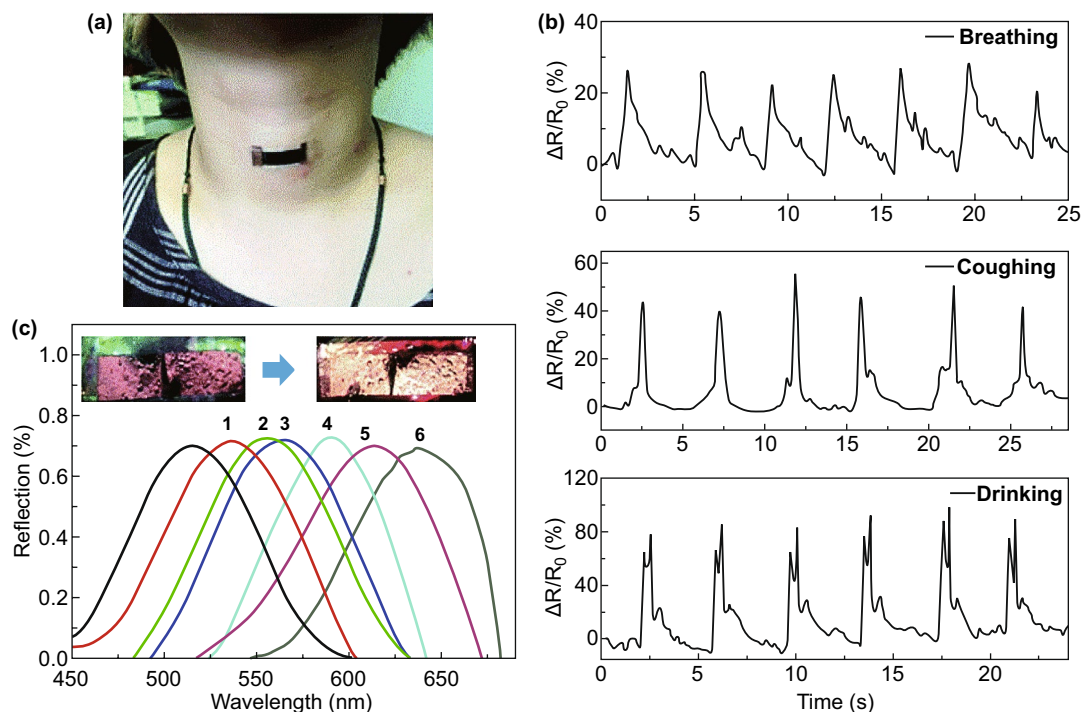 (a)
(b)
40
20
0
ΔR/R₀ (%)
Breathing
0 5 10 15 20 25
60
40
20
0
ΔR/R₀ (%)
Coughing
0 5 10 15 20 25
120
80
40
0
ΔR/R₀ (%)
Drinking
0 5 10 15 20
Time (s)
(c)
1.0
0.8
0.6
0.4
0.2
0.0
Reflection (%)
1 2 3 4 5 6
450 500 550 600 650
Wavelength (nm)